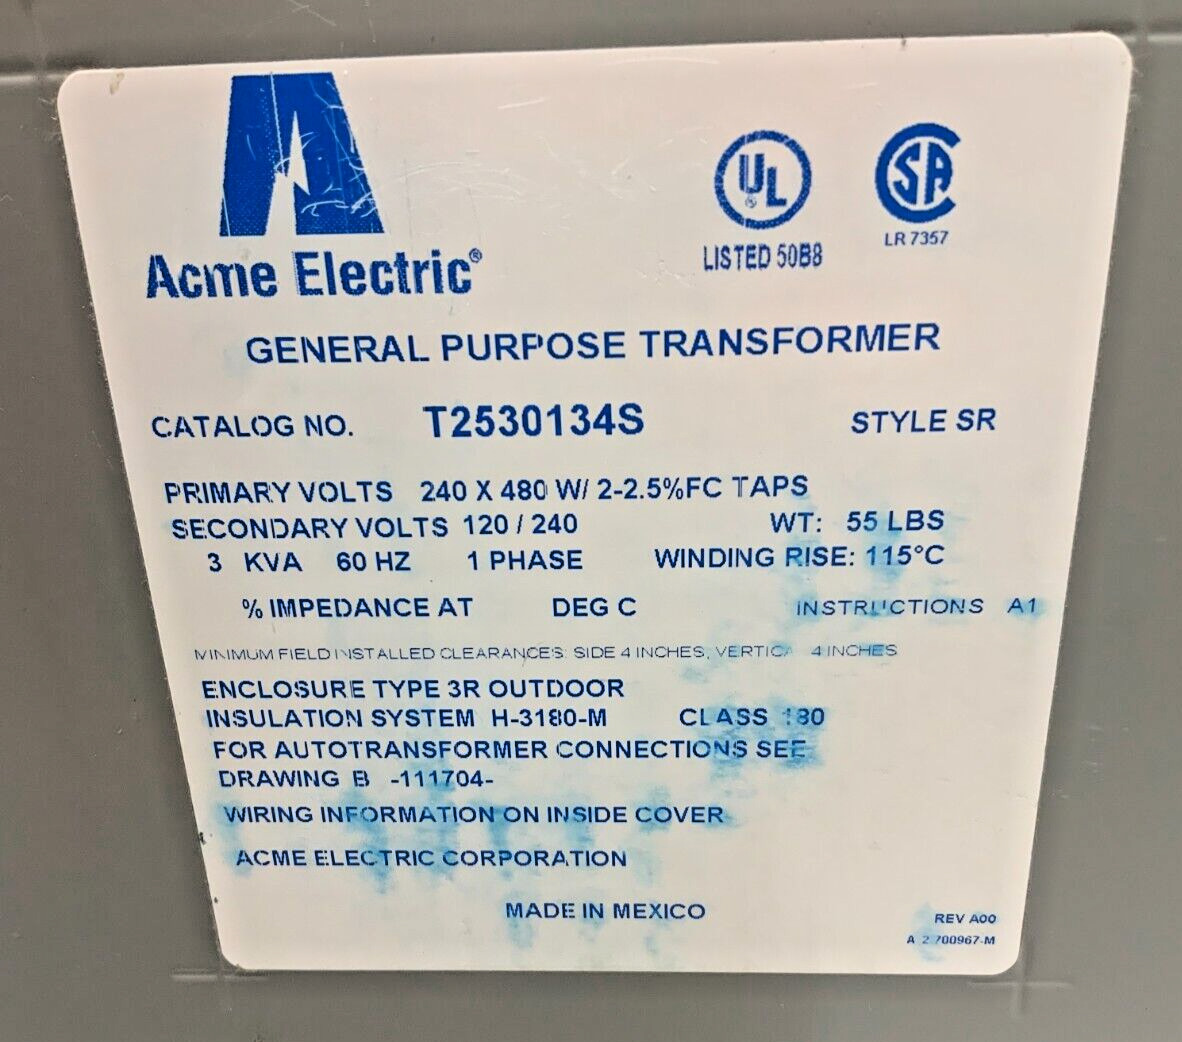 UL ®
LISTED 50B8
SA
LR 7357
Acme Electric®
GENERAL PURPOSE TRANSFORMER
CATALOG NO. T2530134S STYLE SR
PRIMARY VOLTS 240 X 480 W/ 2-2.5%FC TAPS
SECONDARY VOLTS 120 / 240 WT: 55 LBS
3 KVA 60 HZ 1 PHASE WINDING RISE: 115°C
% IMPEDANCE AT DEG C INSTRUCTIONS A1
MINIMUM FIELD INSTALLED CLEARANCES: SIDE 4 INCHES, VERTICAL 4 INCHES
ENCLOSURE TYPE 3R OUTDOOR
INSULATION SYSTEM H-3180-M CLASS 180
FOR AUTOTRANSFORMER CONNECTIONS SEE
DRAWING B -111704-
WIRING INFORMATION ON INSIDE COVER
ACME ELECTRIC CORPORATION
MADE IN MEXICO
REV A00
A 2 700967-M